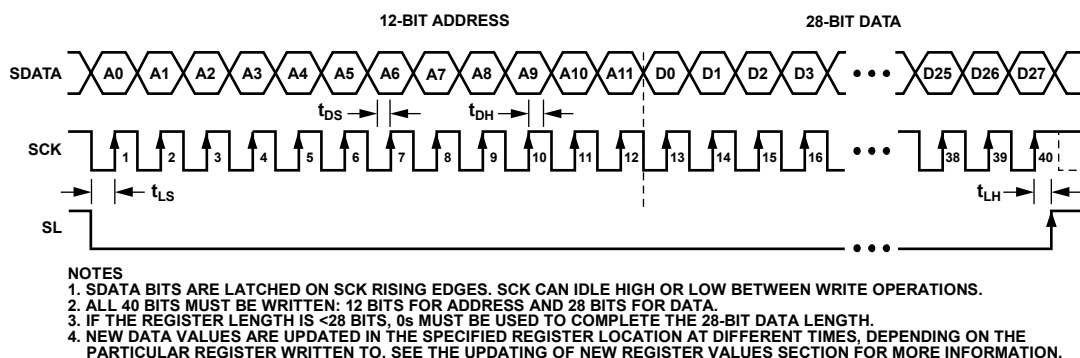 12-BIT ADDRESS 28-BIT DATA
SDATA A0 A1 A2 A3 A4 A5 A6 A7 A8 A9 A10 A11 D0 D1 D2 D3 ••• D25 D26 D27
tDS tDH
SCK 1 2 3 4 5 6 7 8 9 10 11 12 13 14 15 16 ••• 38 39 40
tLS tLH
SL •••
NOTES
1. SDATA BITS ARE LATCHED ON SCK RISING EDGES. SCK CAN IDLE HIGH OR LOW BETWEEN WRITE OPERATIONS.
2. ALL 40 BITS MUST BE WRITTEN: 12 BITS FOR ADDRESS AND 28 BITS FOR DATA.
3. IF THE REGISTER LENGTH IS <28 BITS, 0s MUST BE USED TO COMPLETE THE 28-BIT DATA LENGTH.
4. NEW DATA VALUES ARE UPDATED IN THE SPECIFIED REGISTER LOCATION AT DIFFERENT TIMES, DEPENDING ON THE
PARTICULAR REGISTER WRITTEN TO. SEE THE UPDATING OF NEW REGISTER VALUES SECTION FOR MORE INFORMATION.